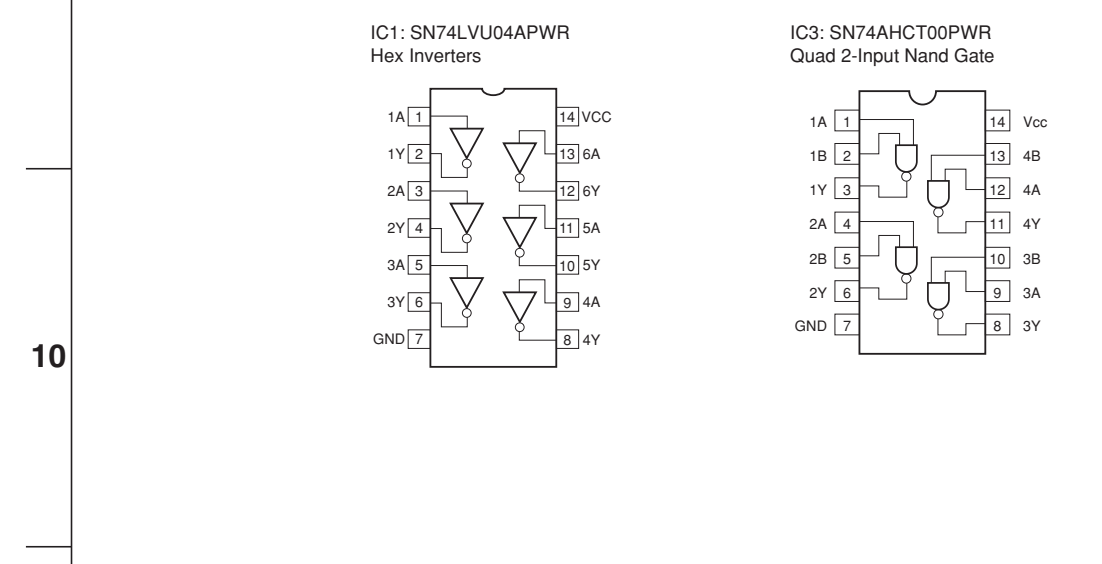 IC1: SN74LVU04APWR
Hex Inverters
1A 1 14 VCC
1Y 2 13 6A
2A 3 12 6Y
2Y 4 11 5A
3A 5 10 5Y
3Y 6 9 4A
GND 7 8 4Y
IC3: SN74AHCT00PWR
Quad 2-Input Nand Gate
1A 1 14 Vcc
1B 2 13 4B
1Y 3 12 4A
2A 4 11 4Y
2B 5 10 3B
2Y 6 9 3A
GND 7 8 3Y
10